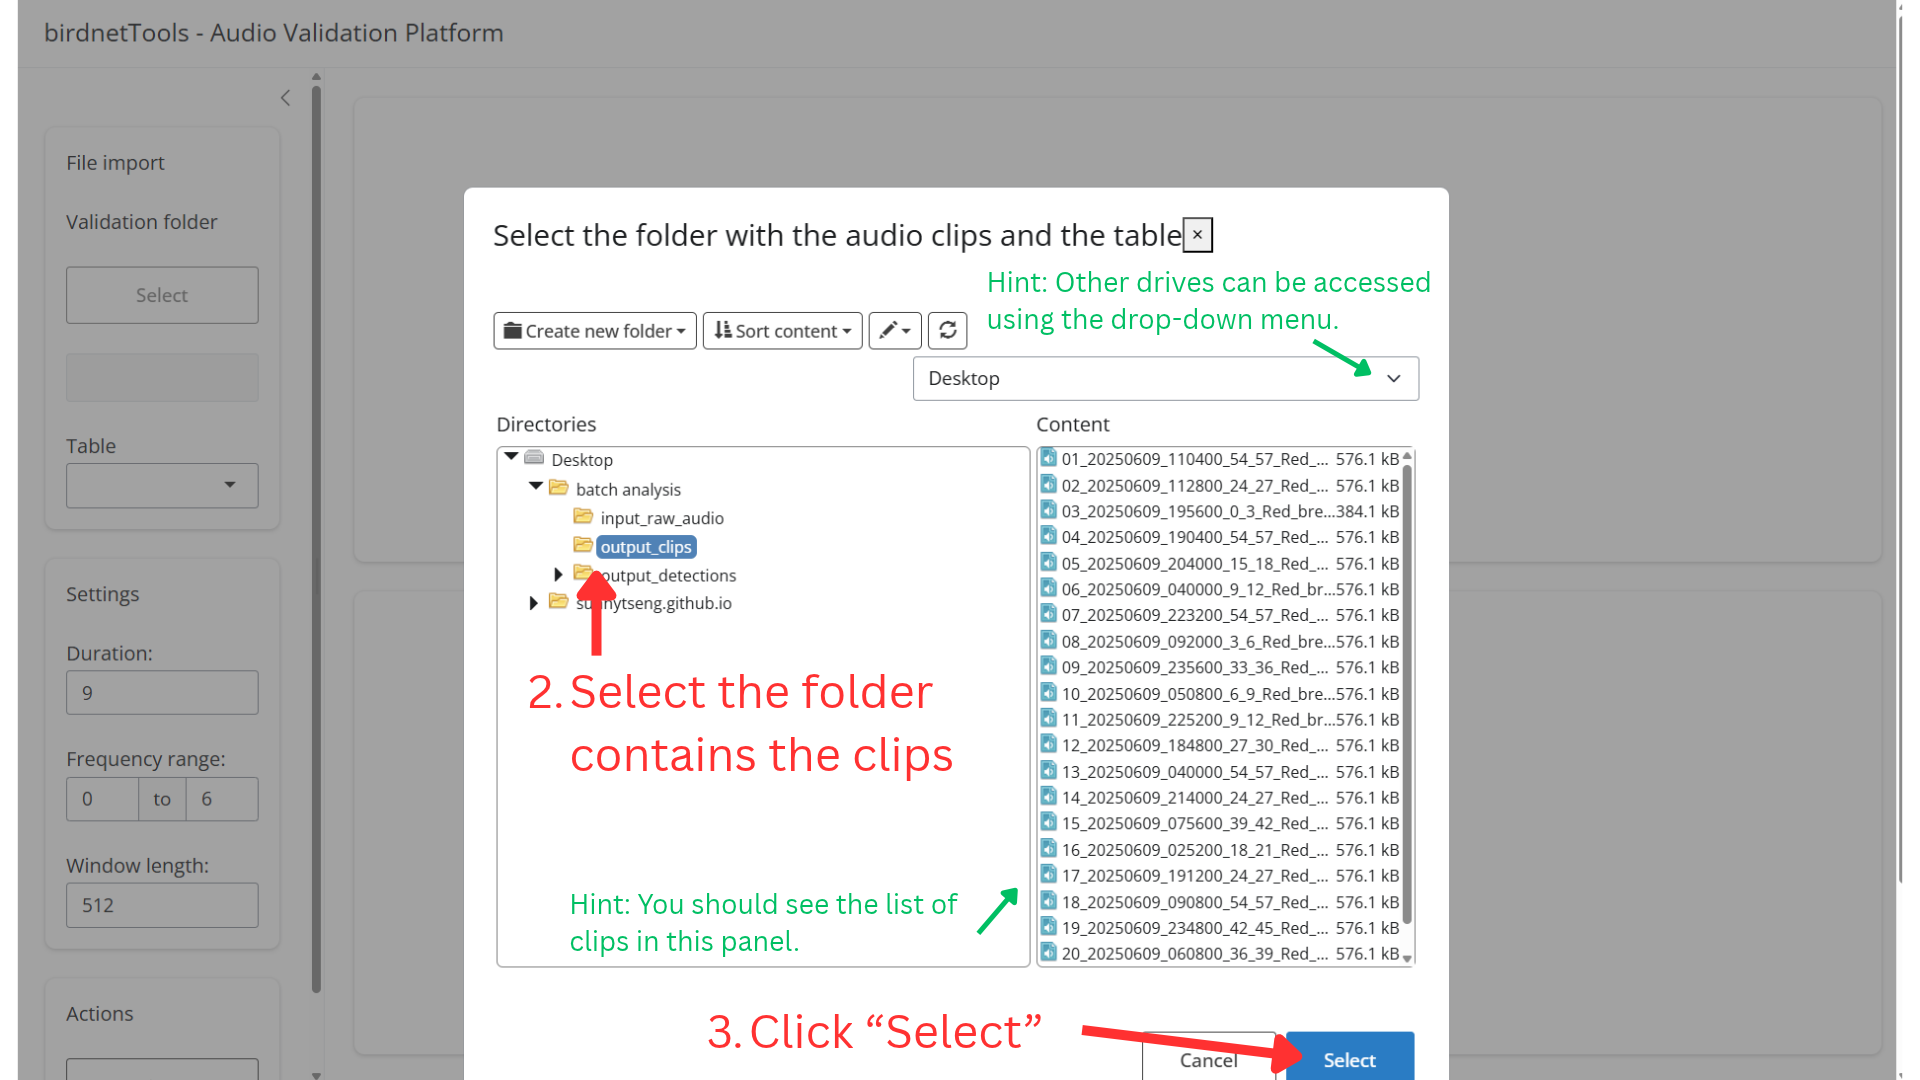 birdnetTools - Audio Validation Platform
File import
Validation folder
Select
Table
Settings
Duration:
9
Frequency range:
0 to 6
Window length:
512
Actions
Select the folder with the audio clips and the table ×
Hint: Other drives can be accessed
using the drop-down menu.
Create new folder Sort content
Desktop
Directories
Desktop
batch analysis
input_raw_audio
output_clips
output_detections
sunnytseng.github.io
2. Select the folder
contains the clips
Hint: You should see the list of
clips in this panel.
Content
01_20250609_110400_54_57_Red_... 576.1 kB
02_20250609_112800_24_27_Red_... 576.1 kB
03_20250609_195600_0_3_Red_bre...384.1 kB
04_20250609_190400_54_57_Red_... 576.1 kB
05_20250609_204000_15_18_Red_... 576.1 kB
06_20250609_040000_9_12_Red_br...576.1 kB
07_20250609_223200_54_57_Red_... 576.1 kB
08_20250609_092000_3_6_Red_bre...576.1 kB
09_20250609_235600_33_36_Red_... 576.1 kB
10_20250609_050800_6_9_Red_bre...576.1 kB
11_20250609_225200_9_12_Red_br...576.1 kB
12_20250609_184800_27_30_Red_... 576.1 kB
13_20250609_040000_54_57_Red_... 576.1 kB
14_20250609_214000_24_27_Red_... 576.1 kB
15_20250609_075600_39_42_Red_... 576.1 kB
16_20250609_025200_18_21_Red_... 576.1 kB
17_20250609_191200_24_27_Red_... 576.1 kB
18_20250609_090800_54_57_Red_... 576.1 kB
19_20250609_234800_42_45_Red_... 576.1 kB
20_20250609_060800_36_39_Red_... 576.1 kB
3. Click “Select”
Cancel
Select